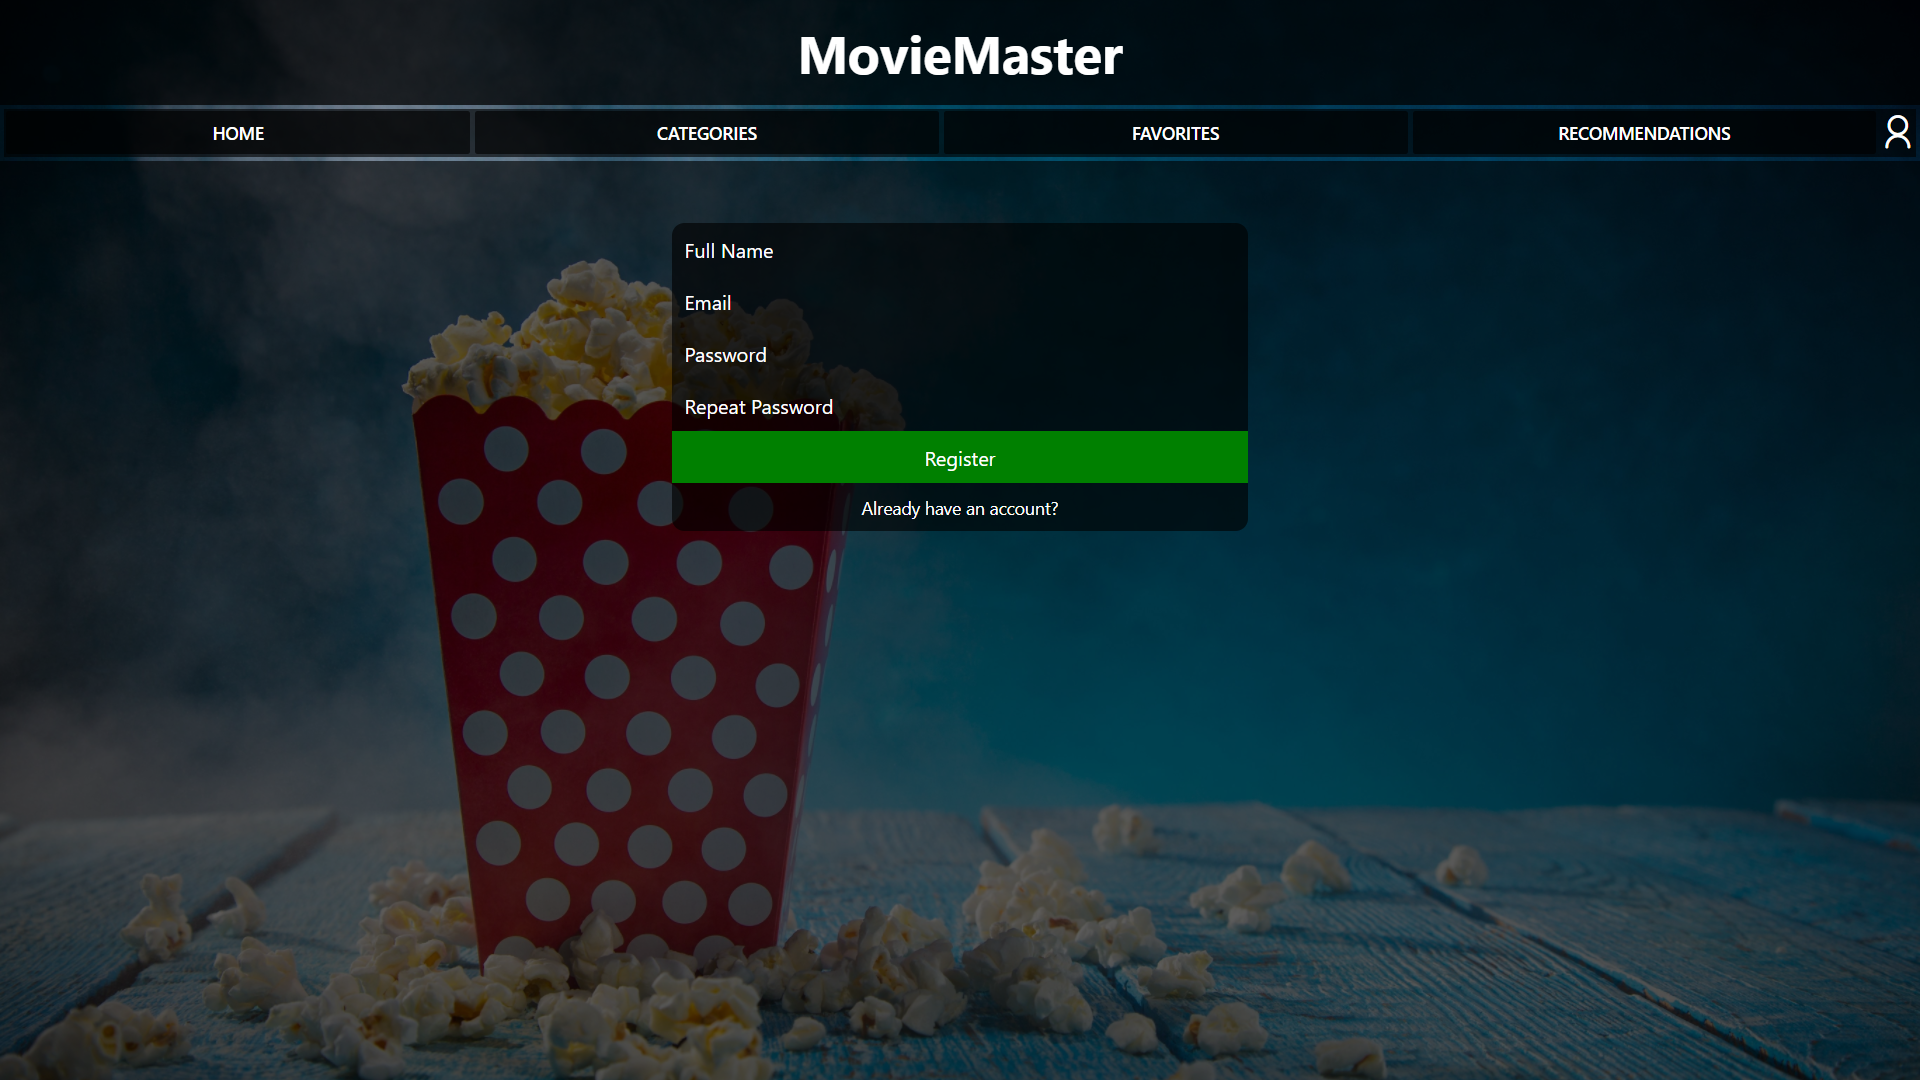 MovieMaster
HOME
CATEGORIES
FAVORITES
RECOMMENDATIONS
Full Name
Email
Password
Repeat Password
Register
Already have an account?